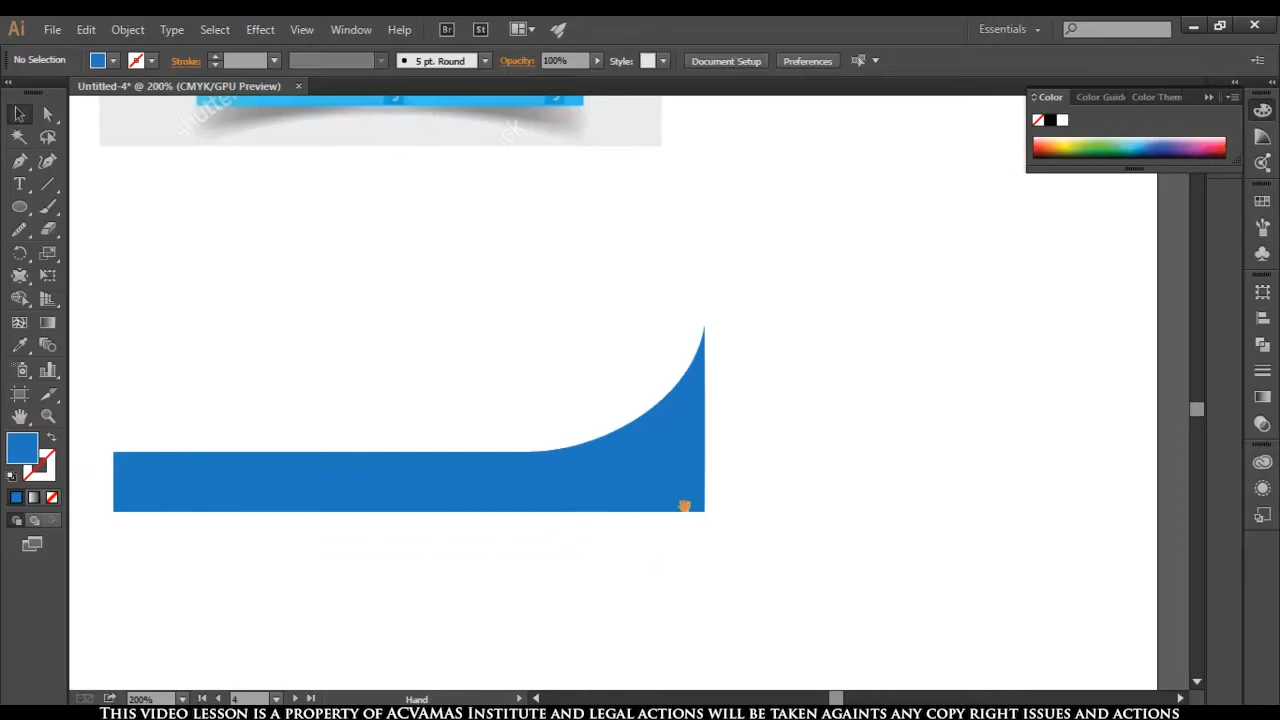 Ai File Edit Object Type Select Effect View Window Help Br St Essentials
No Selection Stroke: 5 pt. Round Opacity: 100% Style: Document Setup Preferences
Untitled-4* @ 200% (CMYK/GPU Preview)
Color Color Guide Color Them
200% 4 Hand
This video lesson is a property of ACVAMAS Institute and legal actions will be taken againts any copy right issues and actions